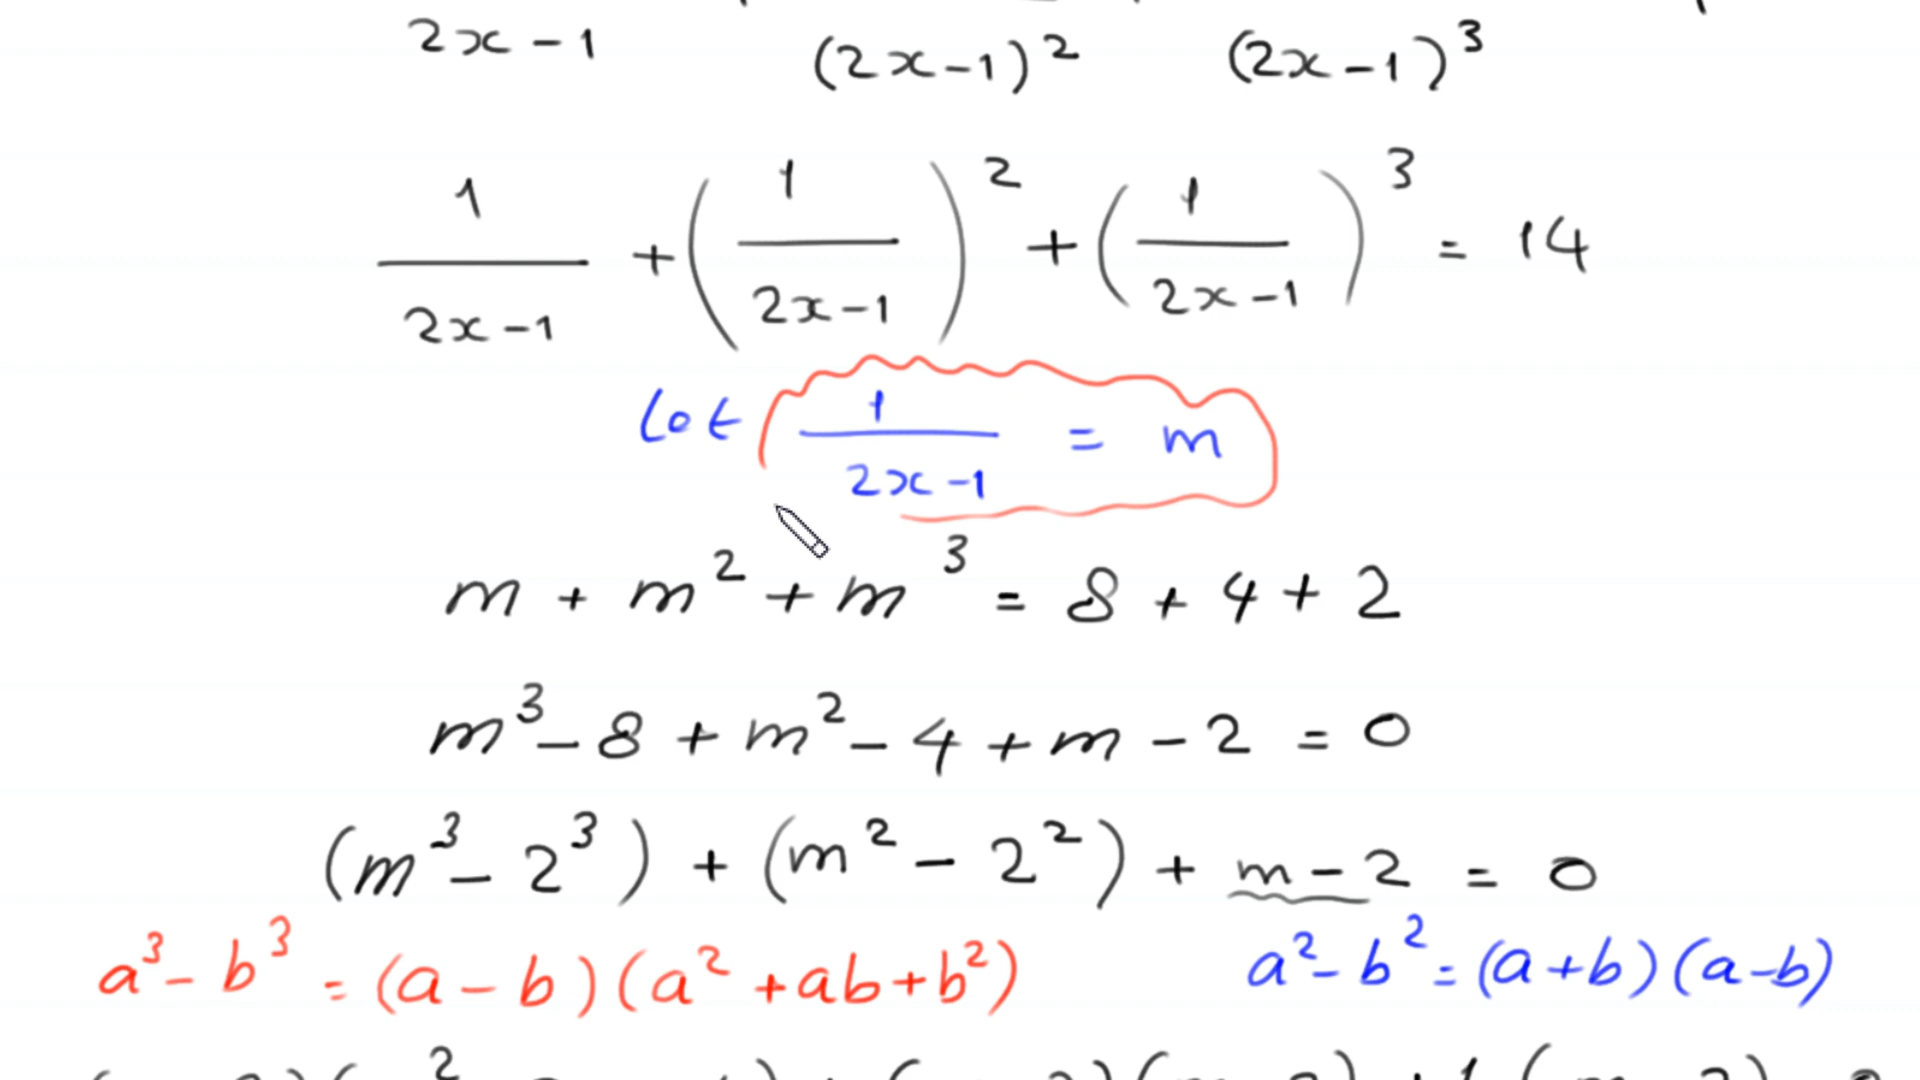 2x-1 (2x-1)² (2x-1)³
1/(2x-1) + (1/(2x-1))² + (1/(2x-1))³ = 14
Let 1/(2x-1) = m
m + m² + m³ = 8 + 4 + 2
m³ - 8 + m² - 4 + m - 2 = 0
(m³ - 2³) + (m² - 2²) + m - 2 = 0
a³ - b³ = (a - b)(a² + ab + b²) a² - b² = (a+b)(a-b)